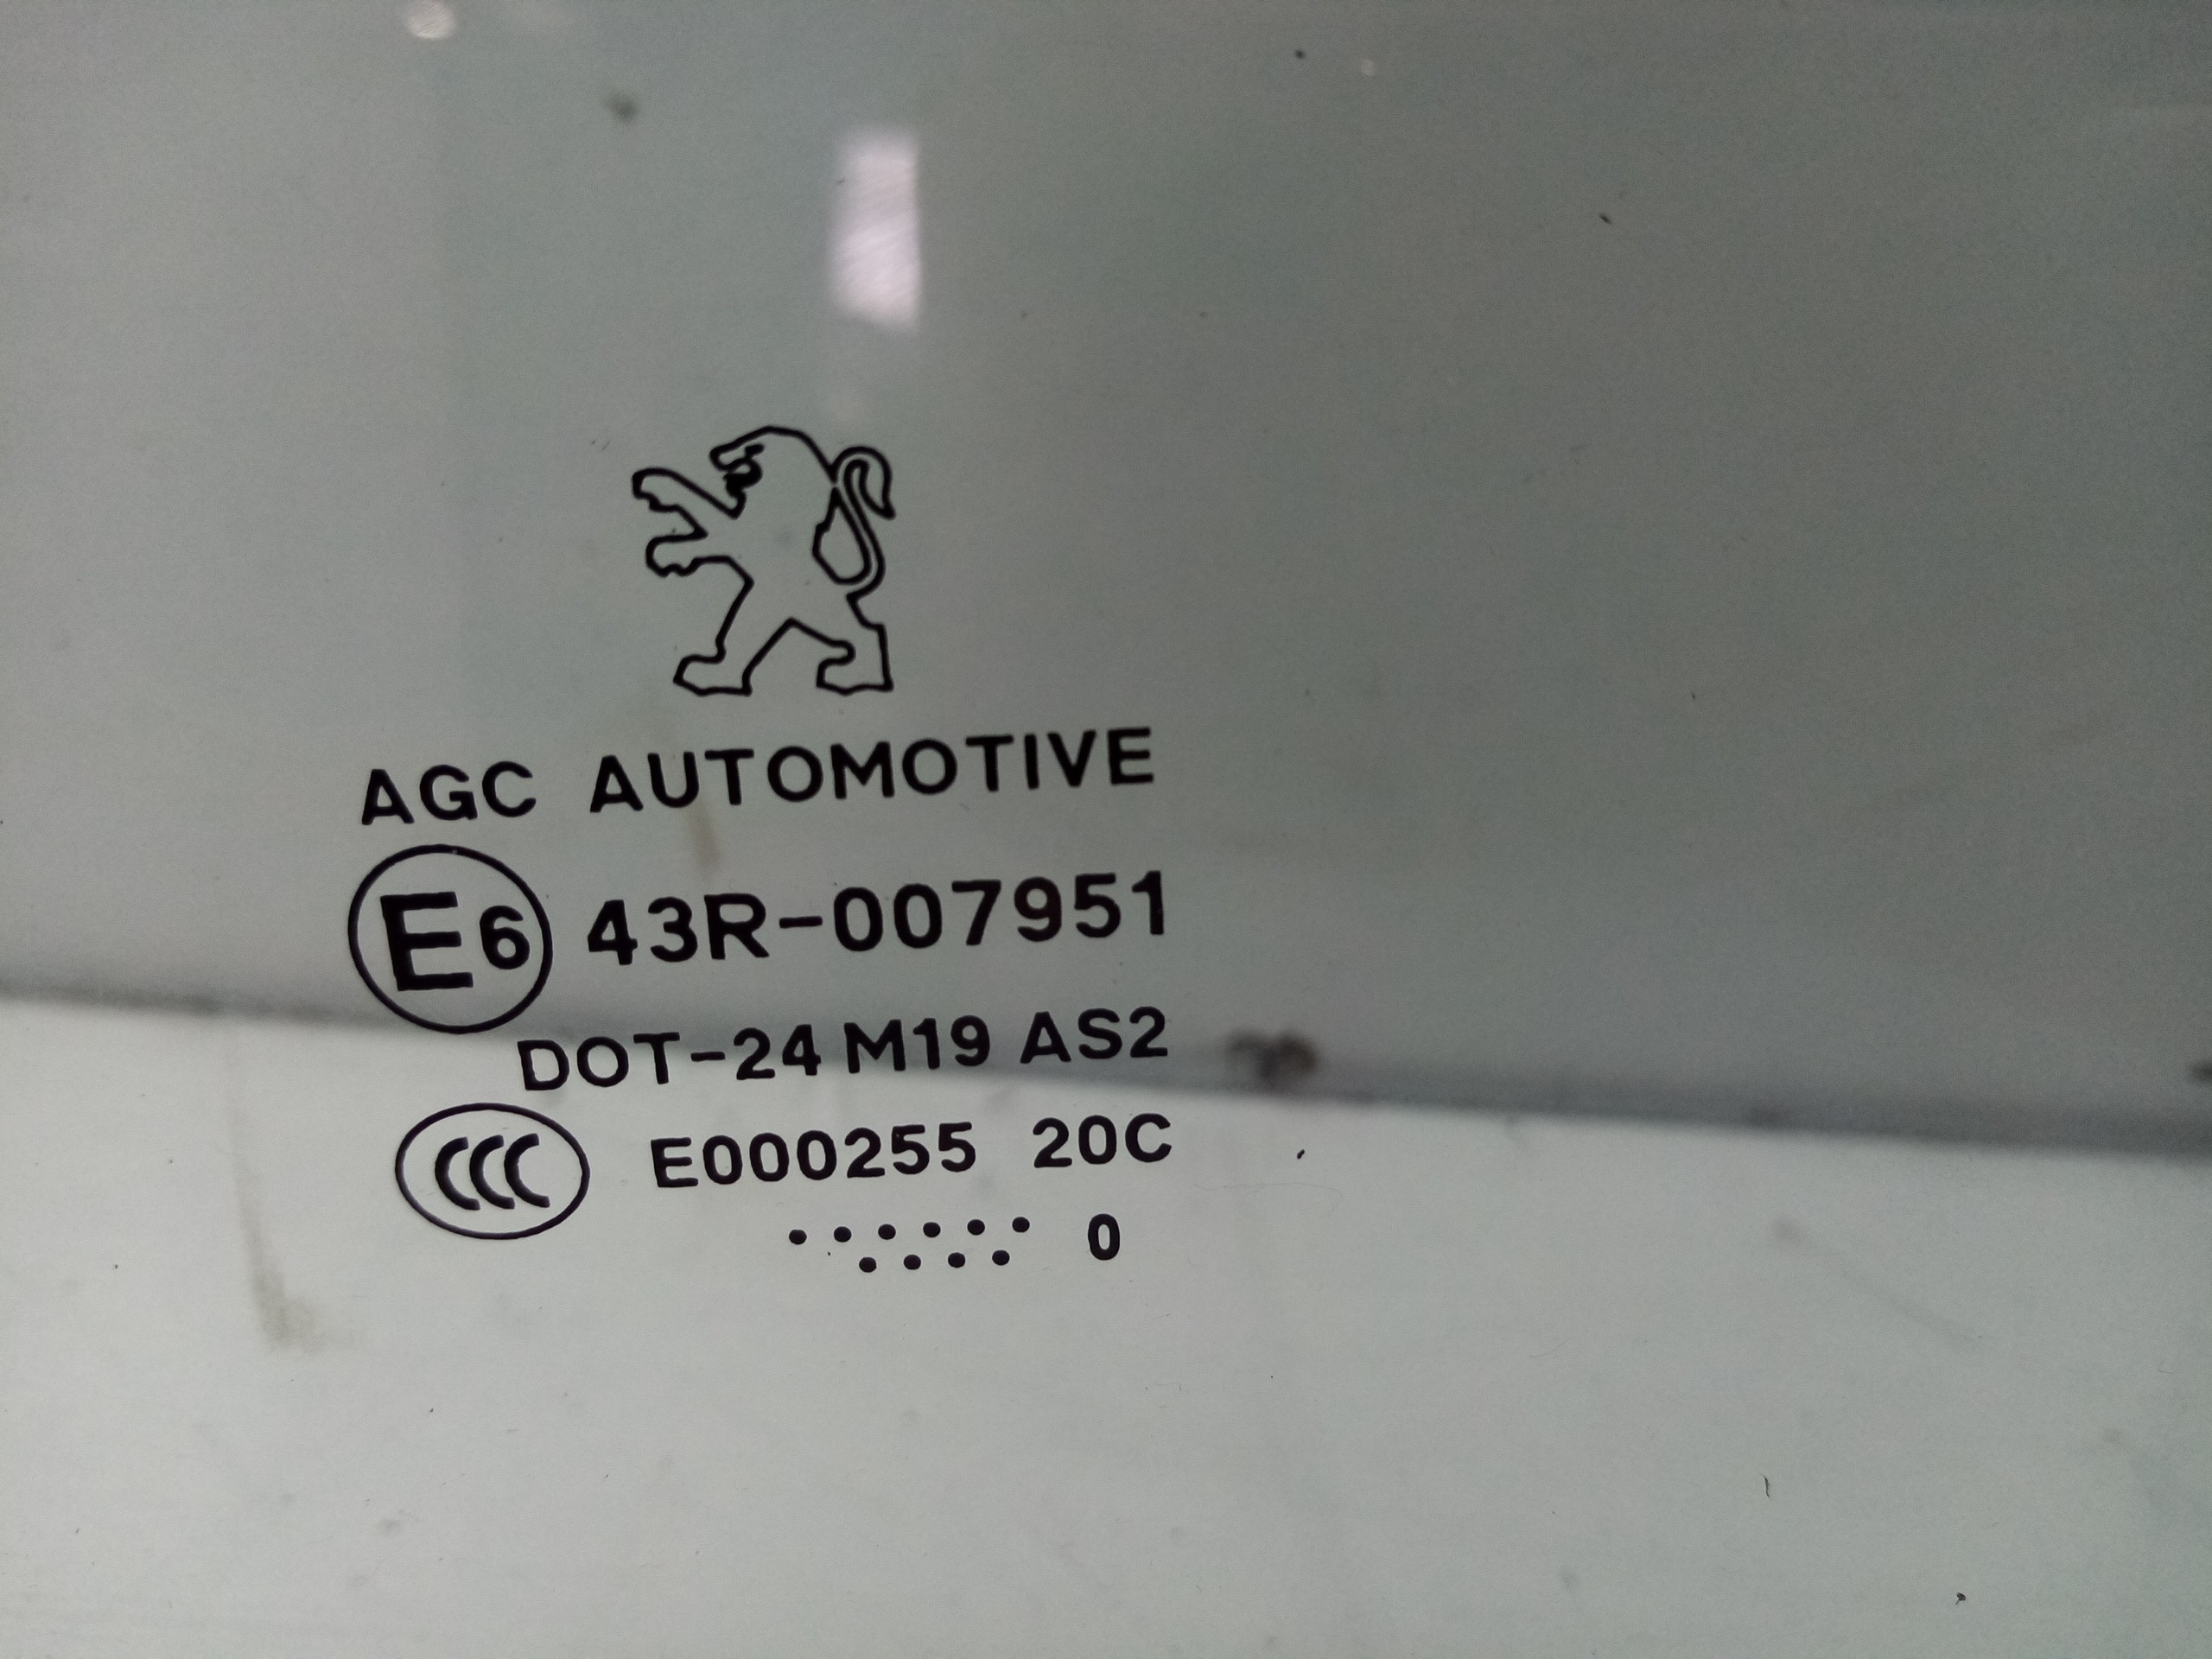 AGC AUTOMOTIVE
E6 43R-007951
DOT-24 M19 AS2
CCC E000255 20C
0